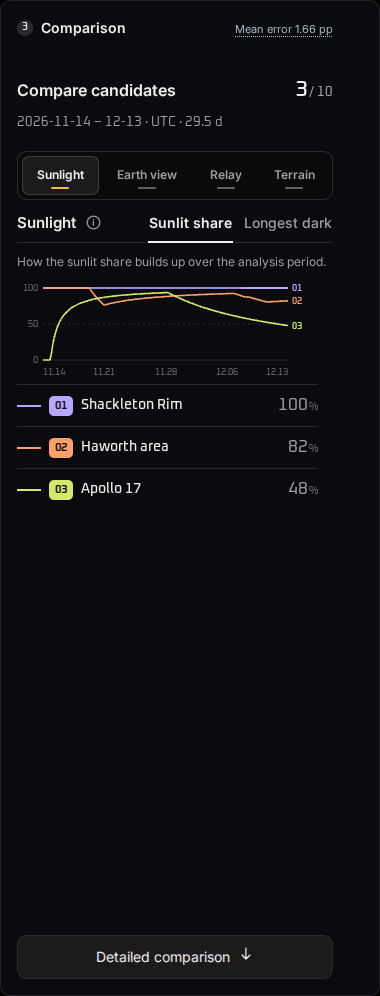 3 Comparison Mean error 1.66 pp
Compare candidates 3 / 10
2026-11-14 – 12-13 · UTC · 29.5 d
Sunlight Earth view Relay Terrain
Sunlight i Sunlit share Longest dark
How the sunlit share builds up over the analysis period.
100 01
02
50 03
0
11.14 11.21 11.28 12.06 12.13
01 Shackleton Rim 100%
02 Haworth area 82%
03 Apollo 17 48%
Detailed comparison ↓